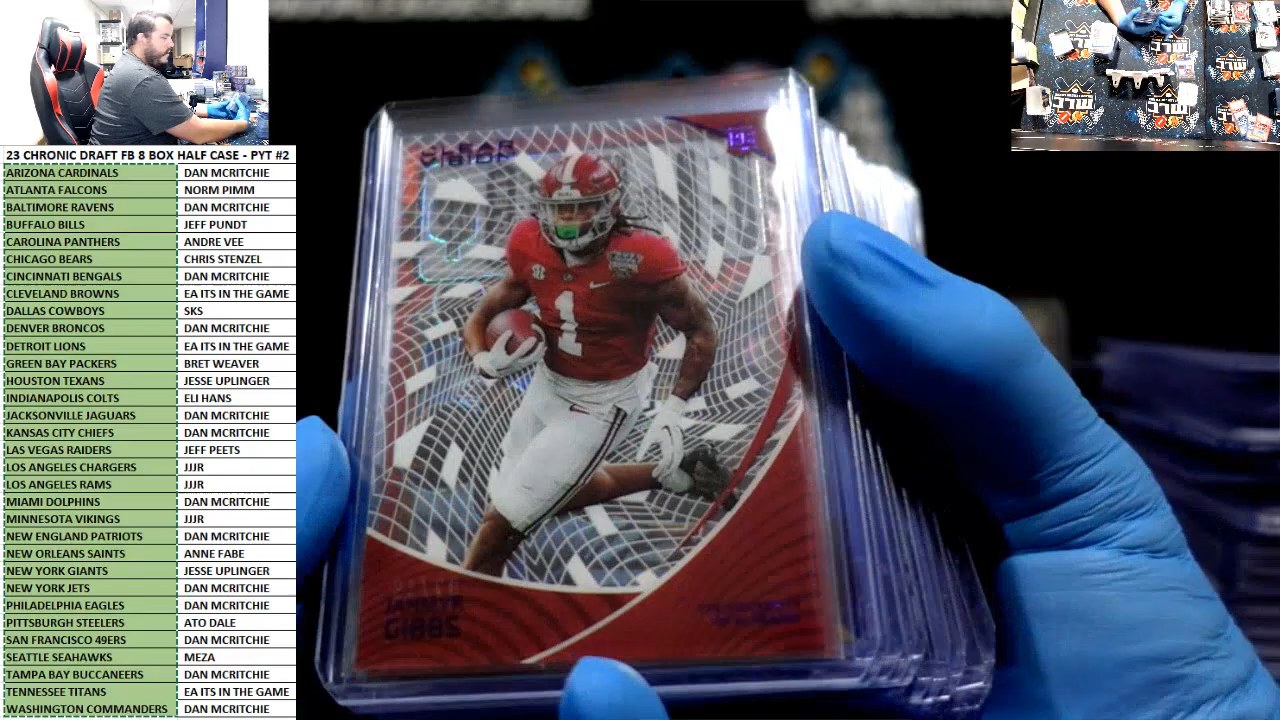 23 CHRONIC DRAFT FB 8 BOX HALF CASE - PYT #2
ARIZONA CARDINALS DAN MCRITCHIE
ATLANTA FALCONS NORM PIMM
BALTIMORE RAVENS DAN MCRITCHIE
BUFFALO BILLS JEFF PUNDT
CAROLINA PANTHERS ANDRE VEE
CHICAGO BEARS CHRIS STENZEL
CINCINNATI BENGALS DAN MCRITCHIE
CLEVELAND BROWNS EA ITS IN THE GAME
DALLAS COWBOYS SKS
DENVER BRONCOS DAN MCRITCHIE
DETROIT LIONS EA ITS IN THE GAME
GREEN BAY PACKERS BRET WEAVER
HOUSTON TEXANS JESSE UPLINGER
INDIANAPOLIS COLTS ELI HANS
JACKSONVILLE JAGUARS DAN MCRITCHIE
KANSAS CITY CHIEFS DAN MCRITCHIE
LAS VEGAS RAIDERS JEFF PEETS
LOS ANGELES CHARGERS JJJR
LOS ANGELES RAMS JJJR
MIAMI DOLPHINS DAN MCRITCHIE
MINNESOTA VIKINGS JJJR
NEW ENGLAND PATRIOTS DAN MCRITCHIE
NEW ORLEANS SAINTS ANNE FABE
NEW YORK GIANTS JESSE UPLINGER
NEW YORK JETS DAN MCRITCHIE
PHILADELPHIA EAGLES DAN MCRITCHIE
PITTSBURGH STEELERS ATO DALE
SAN FRANCISCO 49ERS DAN MCRITCHIE
SEATTLE SEAHAWKS MEZA
TAMPA BAY BUCCANEERS DAN MCRITCHIE
TENNESSEE TITANS EA ITS IN THE GAME
WASHINGTON COMMANDERS DAN MCRITCHIE
CLEAR
1
JAHMYR
GIBBS